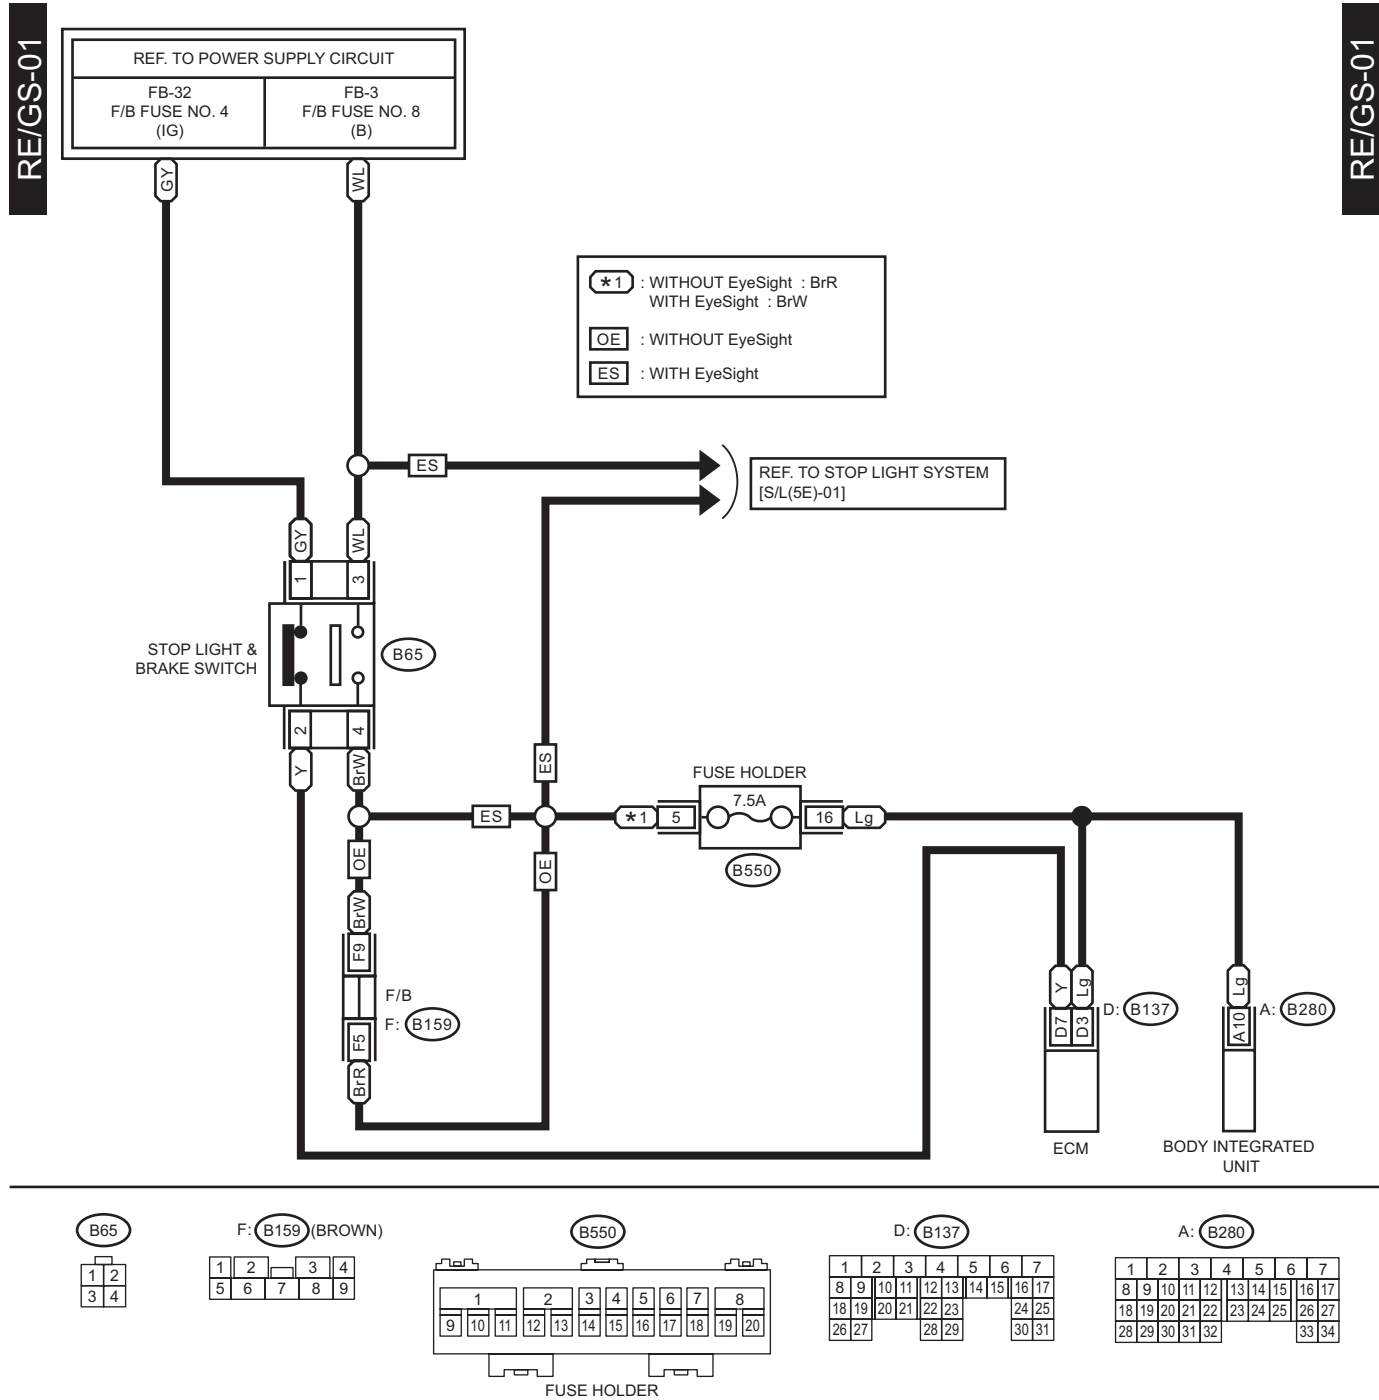 RE/GS-01
RE/GS-01
REF. TO POWER SUPPLY CIRCUIT
FB-32
F/B FUSE NO. 4
(IG)
FB-3
F/B FUSE NO. 8
(B)
GY
WL
*1 : WITHOUT EyeSight : BrR
WITH EyeSight : BrW
OE : WITHOUT EyeSight
ES : WITH EyeSight
ES
REF. TO STOP LIGHT SYSTEM
[S/L(5E)-01]
GY
WL
1
3
STOP LIGHT &
BRAKE SWITCH
B65
2
4
Y
BrW
ES
ES
FUSE HOLDER
7.5A
*1
5
16
Lg
B550
OE
OE
BrW
F9
F/B
F: B159
F5
BrR
Y
Lg
D7
D3
D: B137
ECM
Lg
A10
A: B280
BODY INTEGRATED
UNIT
B65
1 2
3 4
F: B159 (BROWN)
1 2 3 4
5 6 7 8 9
B550
1 2 3 4 5 6 7 8
9 10 11 12 13 14 15 16 17 18 19 20
FUSE HOLDER
D: B137
1 2 3 4 5 6 7
8 9 10 11 12 13 14 15 16 17
18 19 20 21 22 23 24 25
26 27 28 29 30 31
A: B280
1 2 3 4 5 6 7
8 9 10 11 12 13 14 15 16 17
18 19 20 21 22 23 24 25 26 27
28 29 30 31 32 33 34